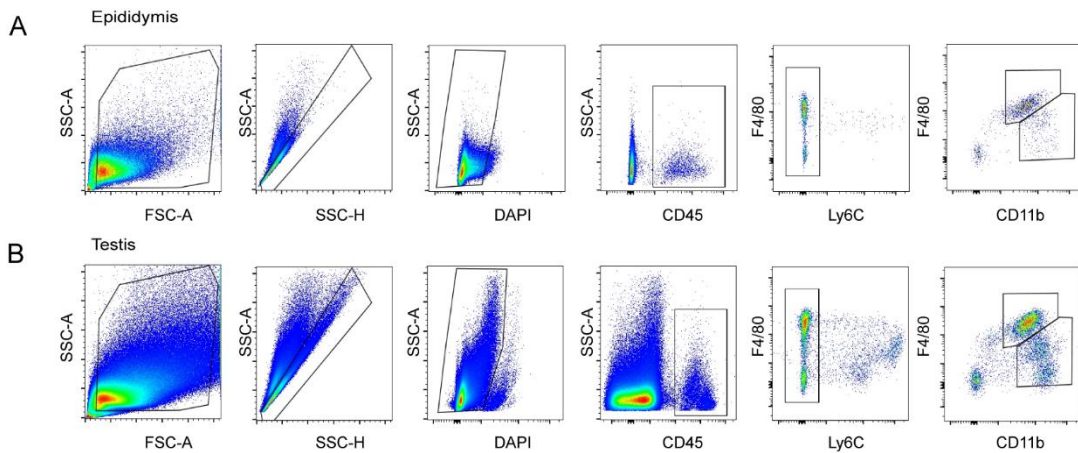 Epididymis
A
SSC-A
SSC-A
SSC-A
SSC-A
F4/80
F4/80
FSC-A
SSC-H
DAPI
CD45
Ly6C
CD11b
Testis
B
SSC-A
SSC-A
SSC-A
SSC-A
F4/80
F4/80
FSC-A
SSC-H
DAPI
CD45
Ly6C
CD11b